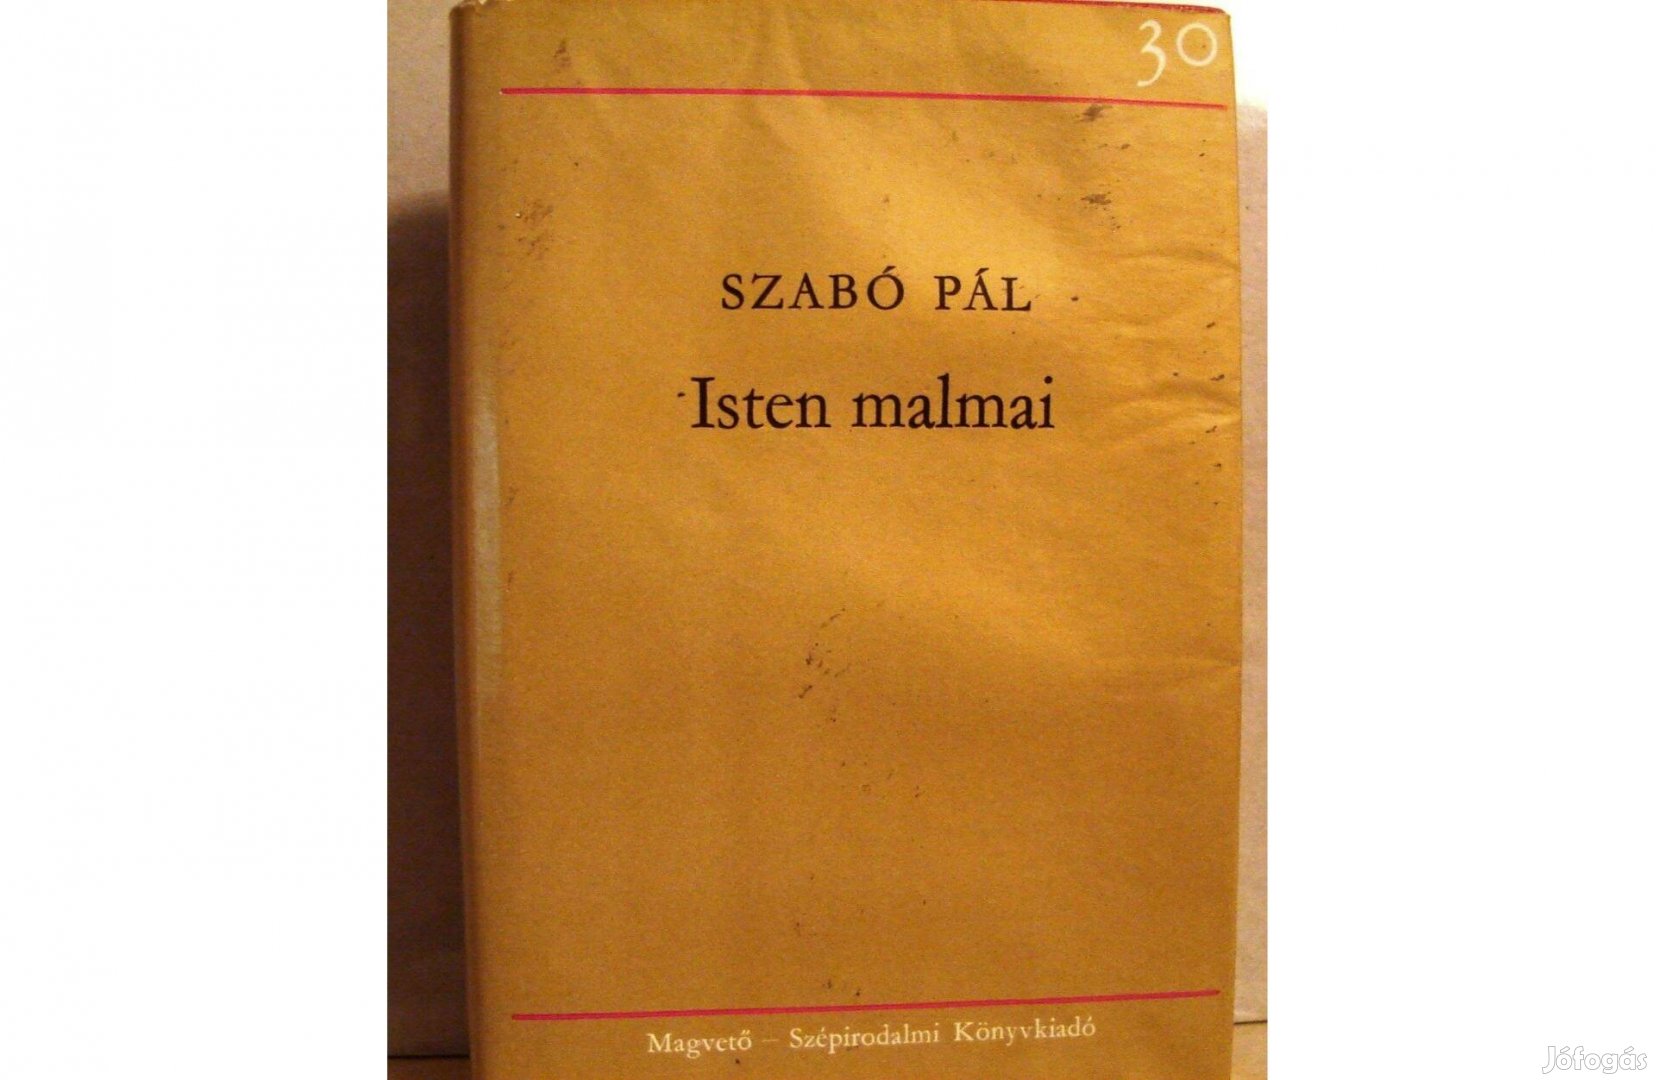 30
SZABÓ PÁL
Isten malmai
Magvető – Szépirodalmi Könyvkiadó
Jófogás